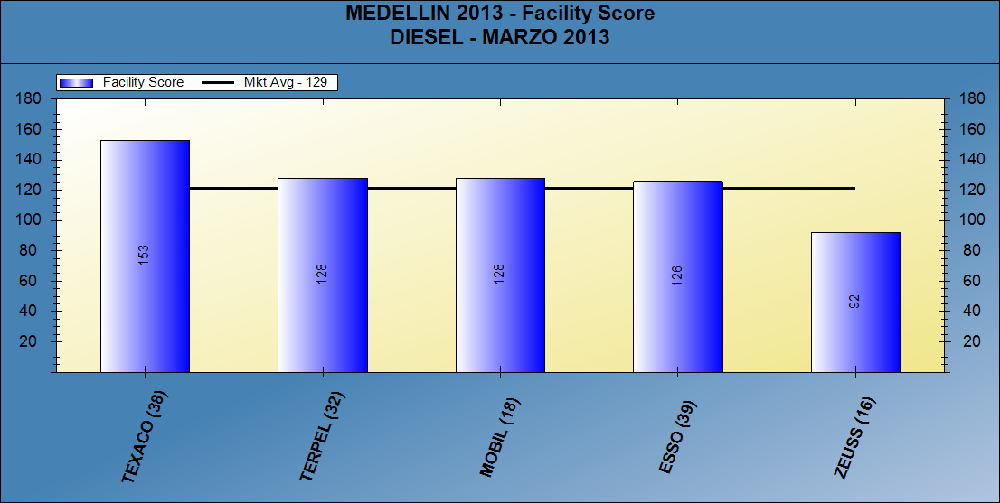 MEDELLIN 2013 - Facility Score
DIESEL - MARZO 2013
Facility Score Mkt Avg - 129
180 180
160 160
140 140
120 120
100 100
80 80
60 60
40 40
20 20
153
128
128
126
92
TEXACO (38)
TERPEL (32)
MOBIL (18)
ESSO (39)
ZEUSS (16)